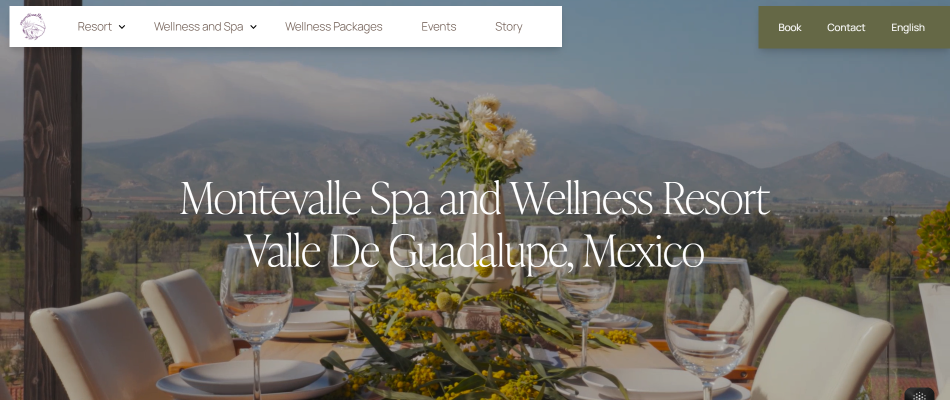 Resort
Wellness and Spa
Wellness Packages
Events
Story
Book
Contact
English
Montevalle Spa and Wellness Resort
Valle De Guadalupe, Mexico